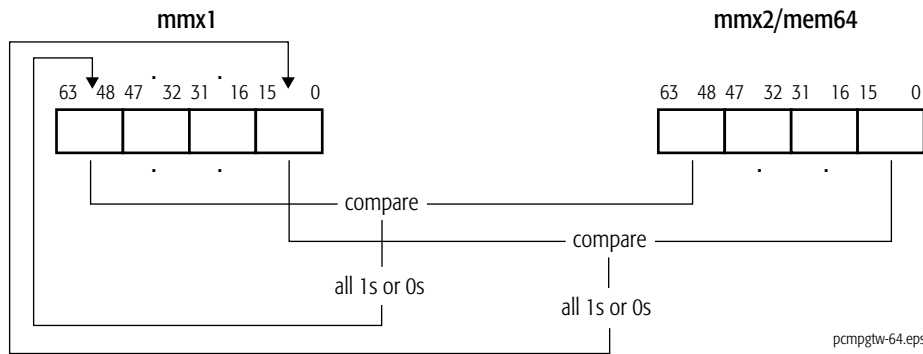 mmx1 mmx2/mem64
. . 
63 48 47 32 31 16 15 0 63 48 47 32 31 16 15 0
. . . .
compare
compare
all 1s or 0s
all 1s or 0s
pcmpgtw-64.eps